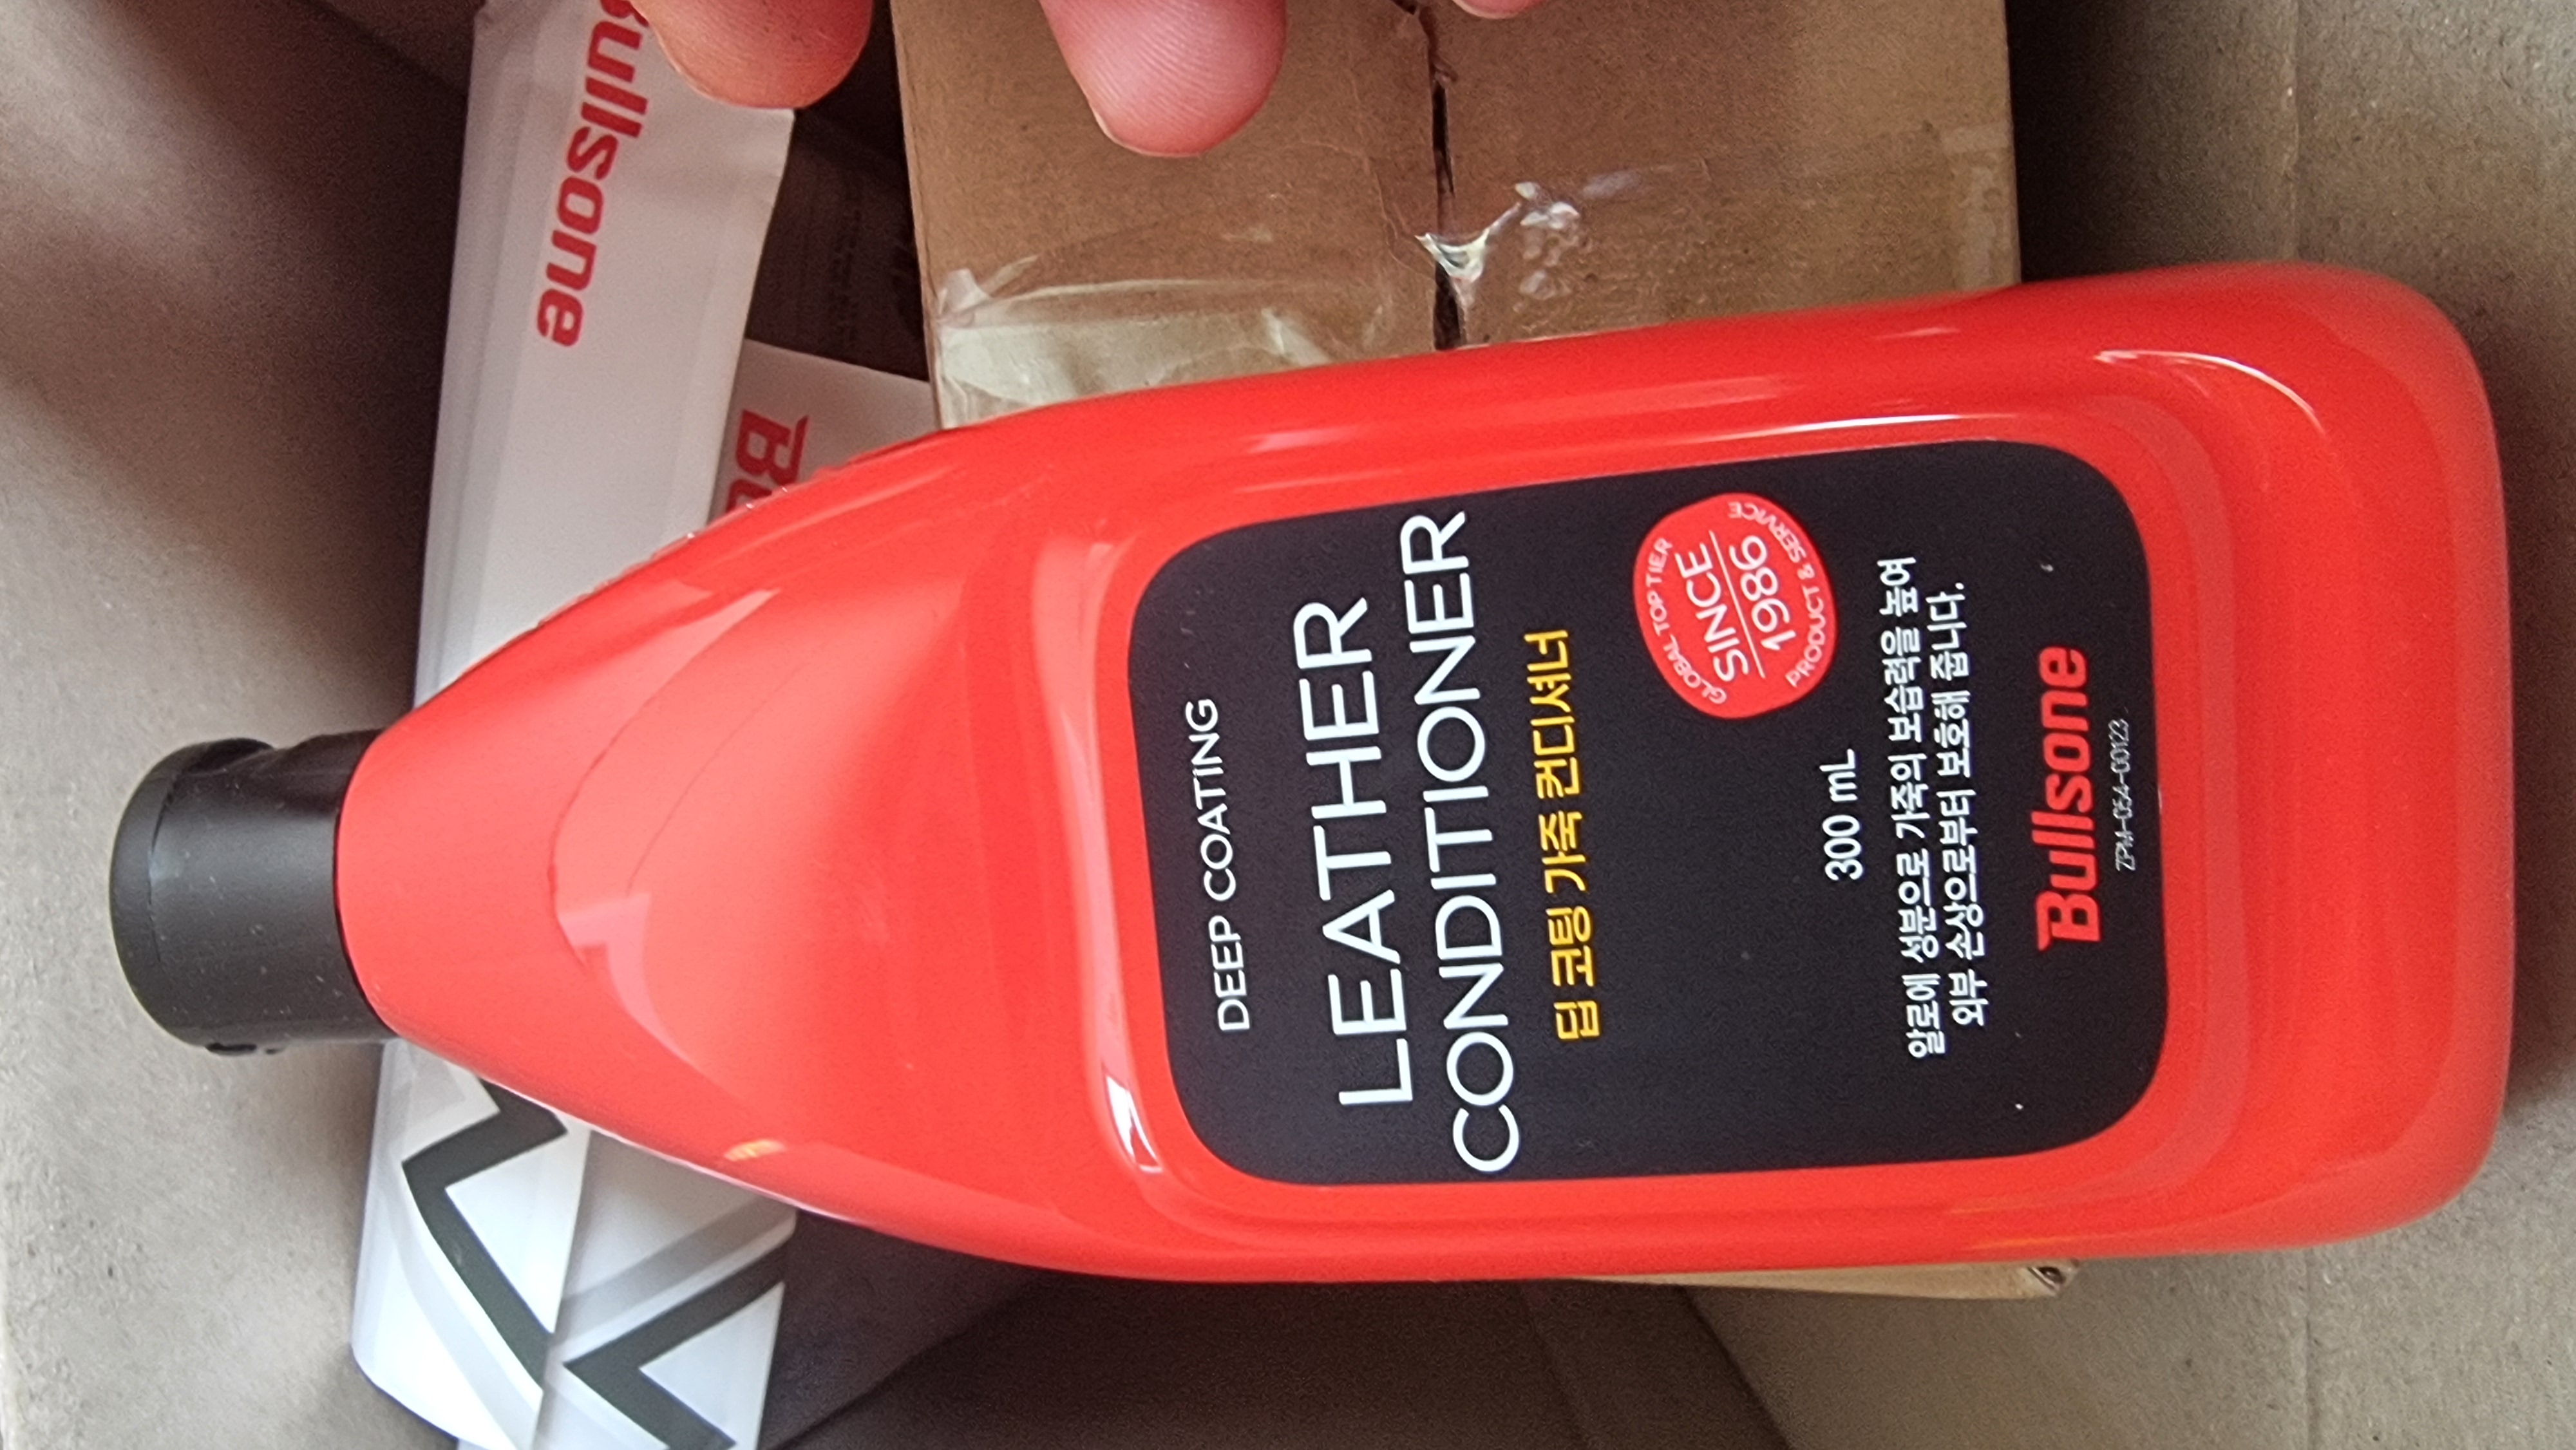 DEEP COATING
LEATHER
CONDITIONER
딥 코팅 가죽 컨디셔너
GLOBAL TOP TIER
SINCE
1986
PRODUCT & SERVICE
300 mL
알로에 성분으로 가죽의 보습력을 높여
외부 손상으로부터 보호해 줍니다.
Bullsone
ZPM-054-00123
Bullsone